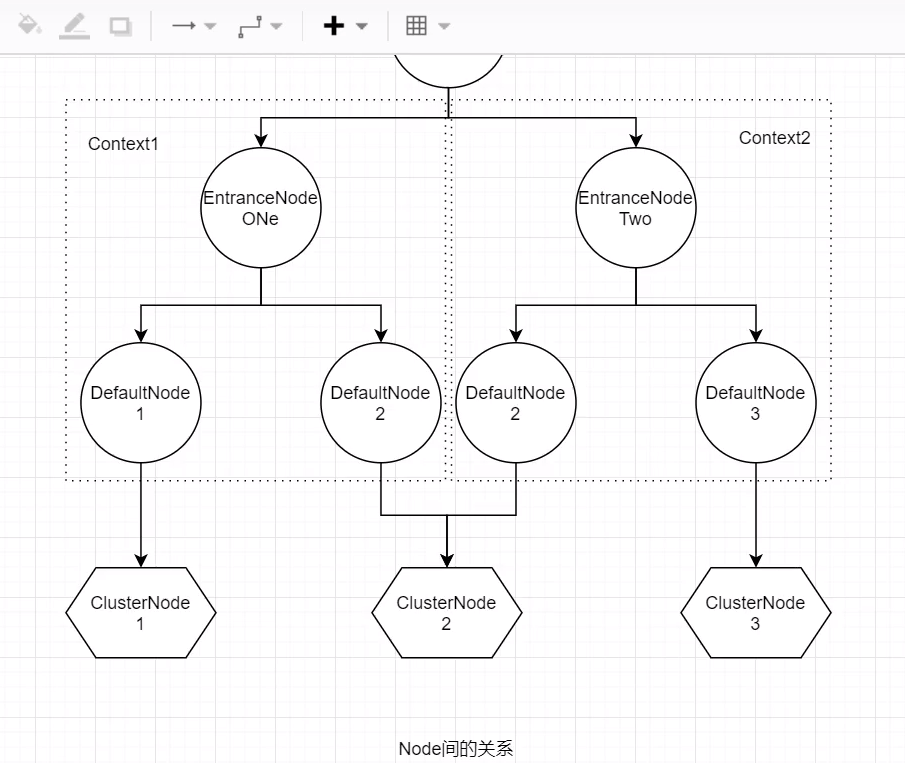 Context1
Context2
EntranceNode
ONe
EntranceNode
Two
DefaultNode
1
DefaultNode
2
DefaultNode
2
DefaultNode
3
ClusterNode
1
ClusterNode
2
ClusterNode
3
Node间的关系